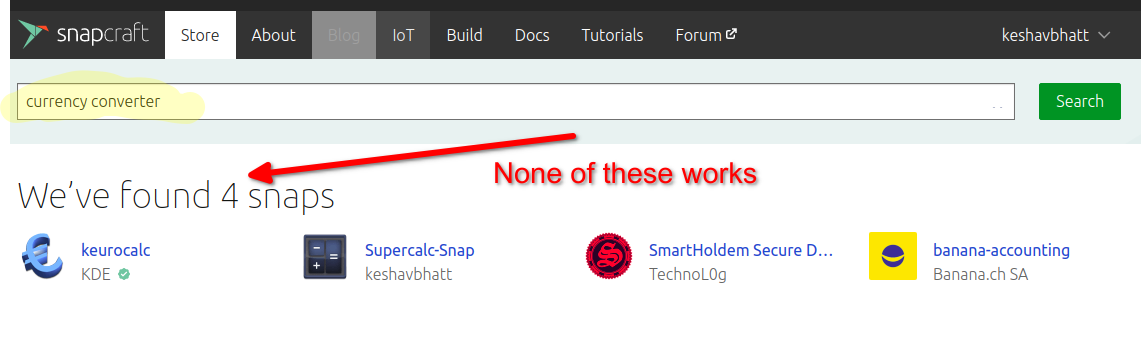 snapcraft Store About Blog IoT Build Docs Tutorials Forum keshavbhatt
currency converter Search
None of these works
We've found 4 snaps
keurocalc Supercalc-Snap SmartHoldem Secure D... banana-accounting
KDE keshavbhatt TechnoL0g Banana.ch SA